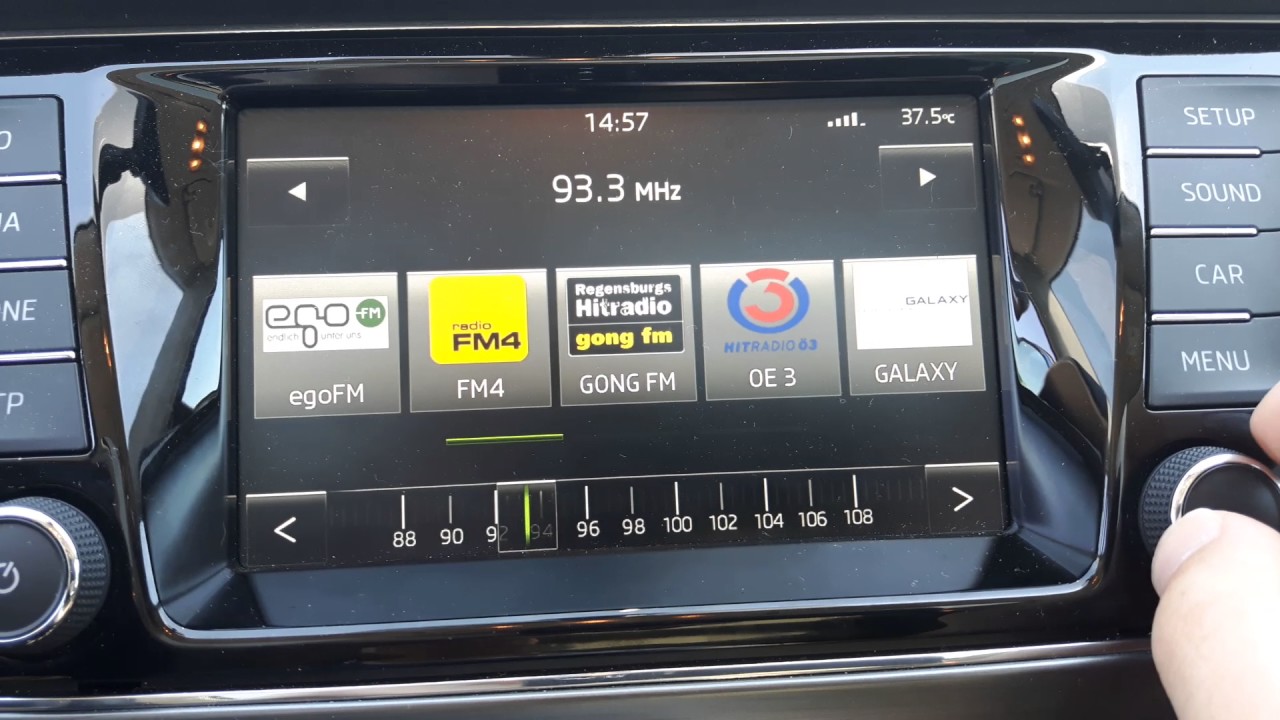 14:57
37.5°C
93.3 MHz
SETUP
SOUND
CAR
MENU
ego FM
endlich unter uns
egoFM
radio
FM4
FM4
Regensburgs
Hitradio
gong fm
GONG FM
3
HITRADIO Ö3
OE 3
GALAXY
GALAXY
88 90 92 94 96 98 100 102 104 106 108